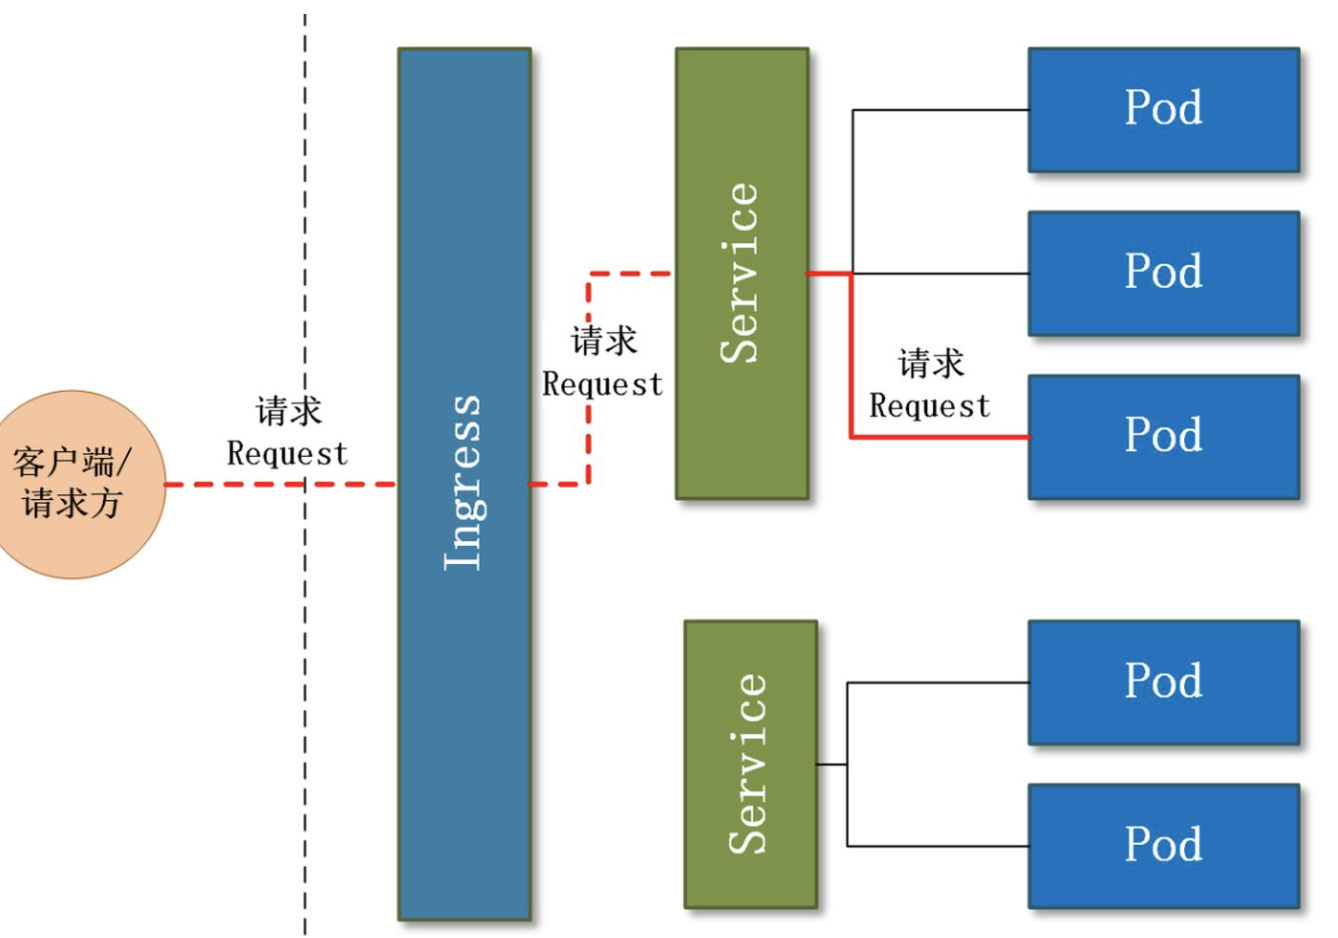 客户端/
请求方
请求
Request
Ingress
请求
Request
Service
请求
Request
Pod
Pod
Pod
Service
Pod
Pod